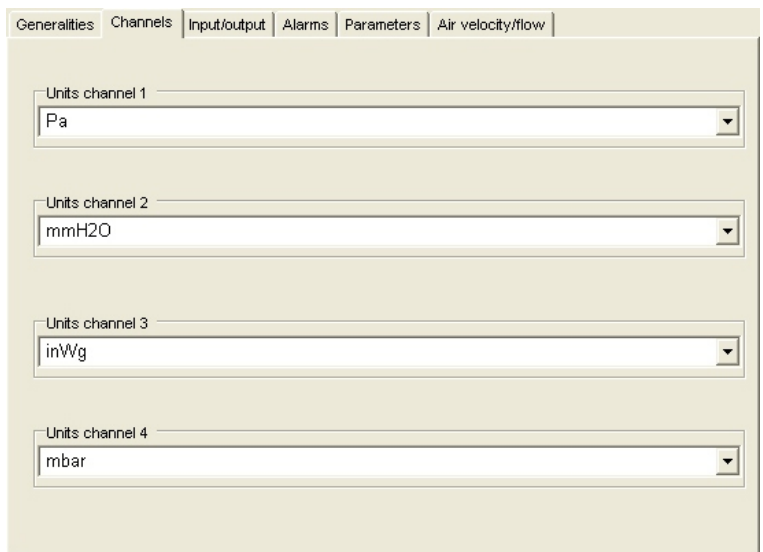 Generalities Channels Input/output Alarms Parameters Air velocity/flow
Units channel 1
Pa
Units channel 2
mmH2O
Units channel 3
inWg
Units channel 4
mbar